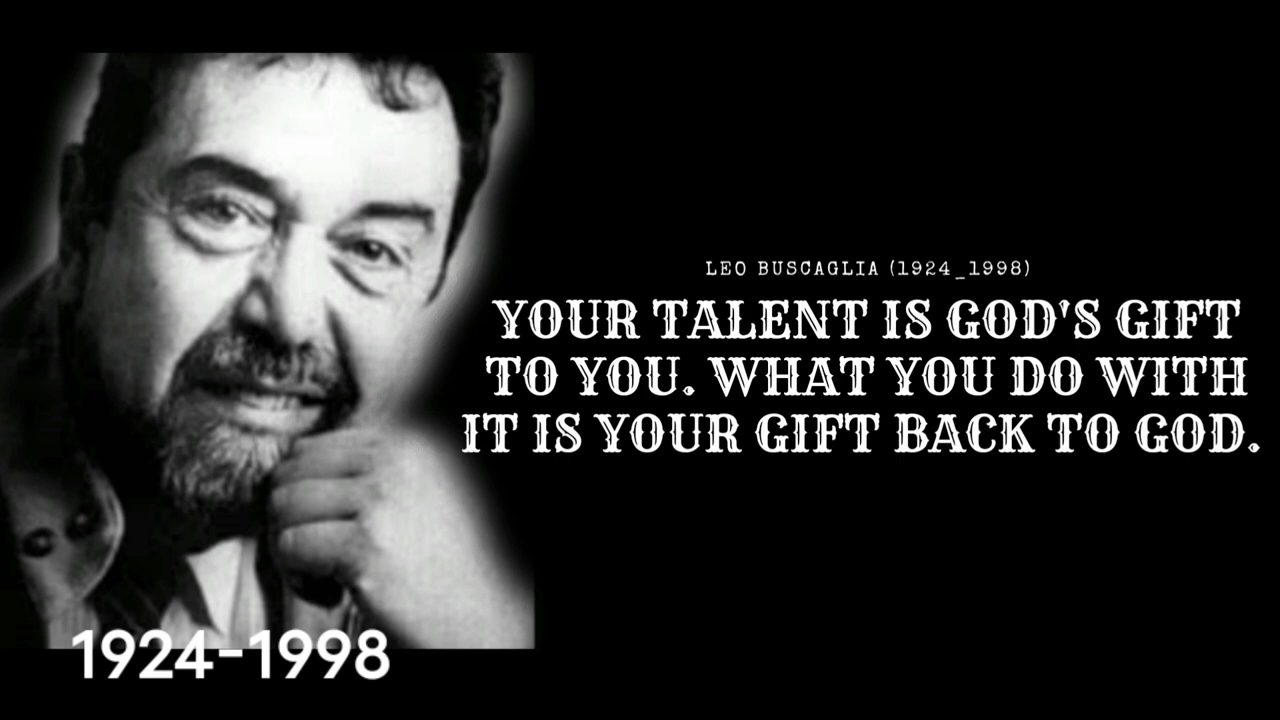 LEO BUSCAGLIA (1924_1998)
YOUR TALENT IS GOD'S GIFT
TO YOU. WHAT YOU DO WITH
IT IS YOUR GIFT BACK TO GOD.
1924-1998